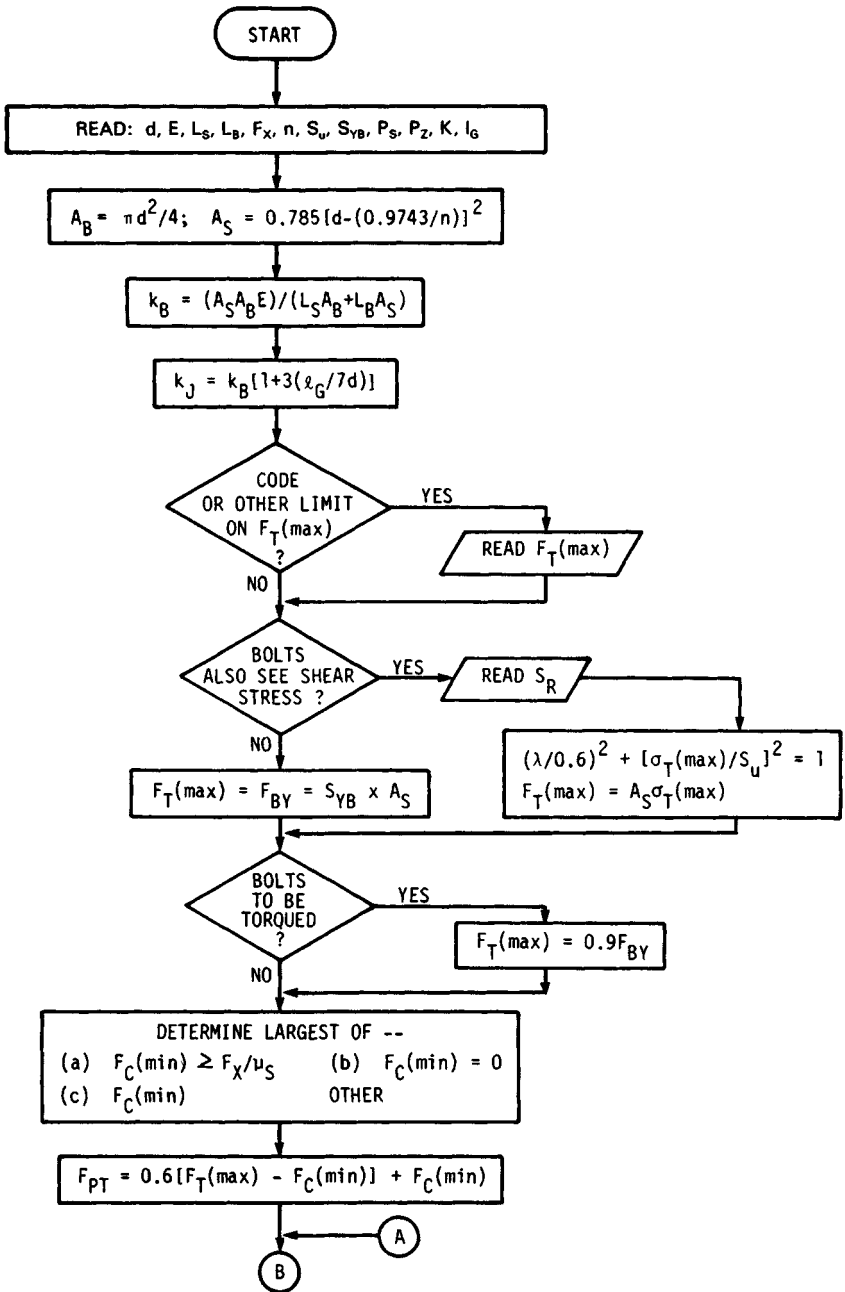 START
READ: d, E, L_S, L_B, F_X, n, S_u, S_YB, P_S, P_Z, K, l_G
A_B = πd²/4; A_S = 0.785[d-(0.9743/n)]²
k_B = (A_S A_B E)/(L_S A_B+L_B A_S)
k_J = k_B[1+3(ℓ_G/7d)]
CODE
OR OTHER LIMIT
ON F_T(max)
?
YES
READ F_T(max)
NO
BOLTS
ALSO SEE SHEAR
STRESS ?
YES
READ S_R
(λ/0.6)² + [σ_T(max)/S_u]² = 1
F_T(max) = A_S σ_T(max)
NO
F_T(max) = F_BY = S_YB x A_S
BOLTS
TO BE
TORQUED
?
YES
F_T(max) = 0.9F_BY
NO
DETERMINE LARGEST OF --
(a) F_C(min) ≥ F_X/μ_S (b) F_C(min) = 0
(c) F_C(min) OTHER
F_PT = 0.6[F_T(max) - F_C(min)] + F_C(min)
A
B